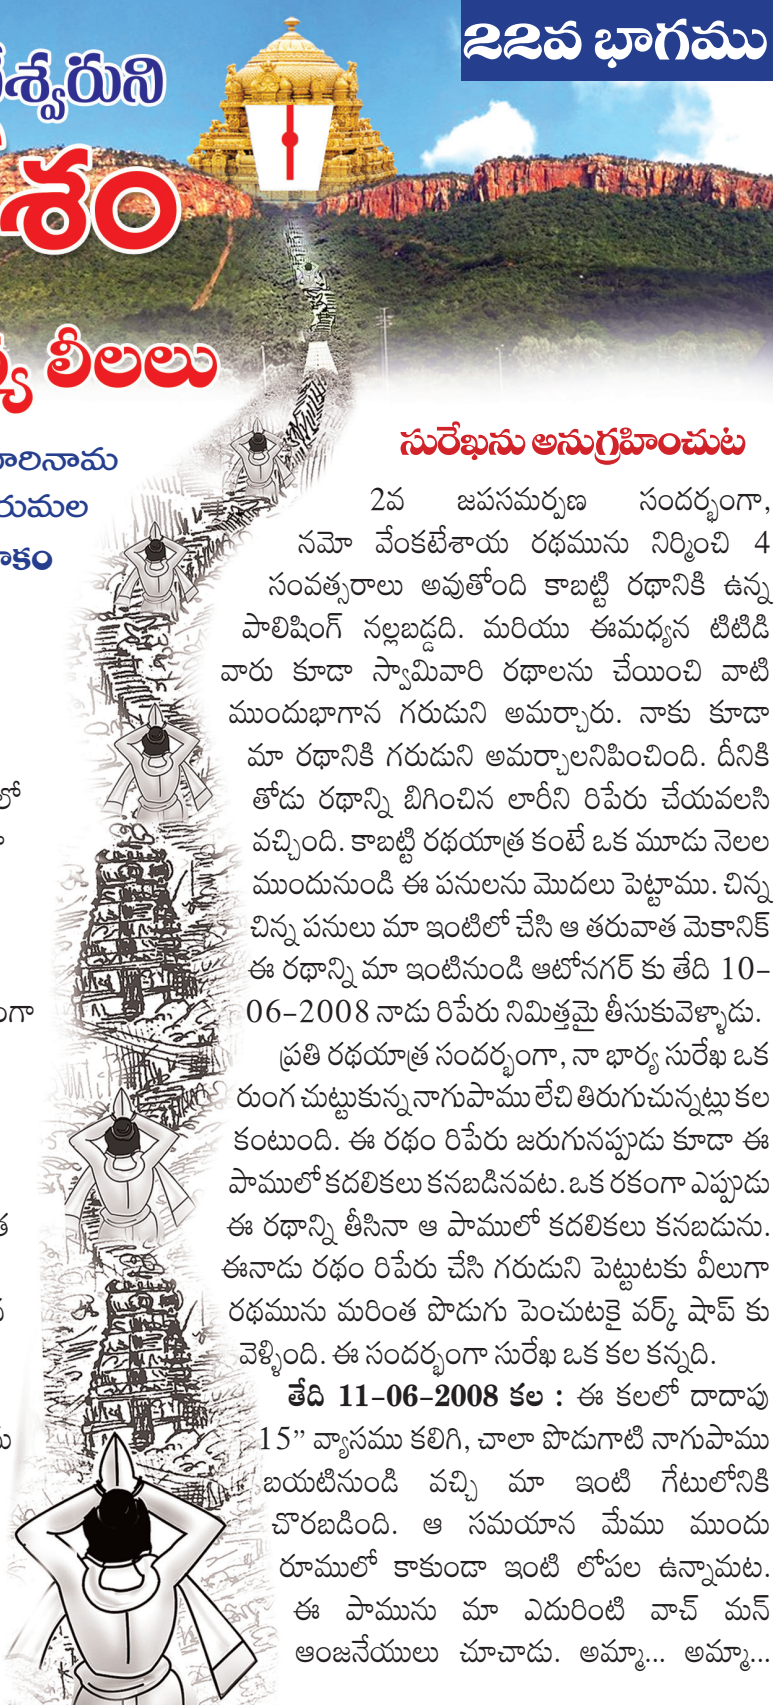 22వ భాగము
శ్వరుని
శం
లీలలు
రుమల
సురేఖను అనుగ్రహించుట
2వ జపసమర్పణ సందర్భంగా,
నమో వేంకటేశాయ రథమును నిర్మించి 4
సంవత్సరాలు అవుతోంది కాబట్టి రథానికి ఉన్న
పాలిషింగ్ నల్లబడ్డది. మరియు ఈమధ్యన టిటిడి
వారు కూడా స్వామివారి రథాలను చేయించి వాటి
ముందుభాగాన గరుడుని అమర్చారు. నాకు కూడా
మా రథానికి గరుడుని అమర్చాలనిపించింది. దీనికి
తోడు రథాన్ని బిగించిన లారీని రిపేరు చేయవలసి
వచ్చింది. కాబట్టి రథయాత్ర కంటే ఒక మూడు నెలల
ముందునుండి ఈ పనులను మొదలు పెట్టాము. చిన్న
చిన్న పనులు మా ఇంటిలో చేసి ఆ తరువాత మెకానిక్
ఈ రథాన్ని మా ఇంటినుండి ఆటోనగర్ కు తేది 10-
06-2008 నాడు రిపేరు నిమిత్తమై తీసుకువెళ్ళాడు.
ప్రతి రథయాత్ర సందర్భంగా, నా భార్య సురేఖ ఒక
రుంగ చుట్టుకున్న నాగుపాము లేచి తిరుగుచున్నట్లు కల
కంటుంది. ఈ రథం రిపేరు జరుగునప్పుడు కూడా ఈ
పాములో కదలికలు కనబడినవట. ఒక రకంగా ఎప్పుడు
ఈ రథాన్ని తీసినా ఆ పాములో కదలికలు కనబడును.
ఈనాడు రథం రిపేరు చేసి గరుడుని పెట్టుటకు వీలుగా
రథమును మరింత పొడుగు పెంచుటకై వర్క్ షాప్ కు
వెళ్ళింది. ఈ సందర్భంగా సురేఖ ఒక కల కన్నది.
తేది 11-06-2008 కల : ఈ కలలో దాదాపు
15" వ్యాసము కలిగి, చాలా పొడుగాటి నాగుపాము
బయటినుండి వచ్చి మా ఇంటి గేటులోనికి
చొరబడింది. ఆ సమయాన మేము ముందు
రూములో కాకుండా ఇంటి లోపల ఉన్నామట.
ఈ పామును మా ఎదురింటి వాచ్ మన్
ఆంజనేయులు చూచాడు. అమ్మా... అమ్మా...